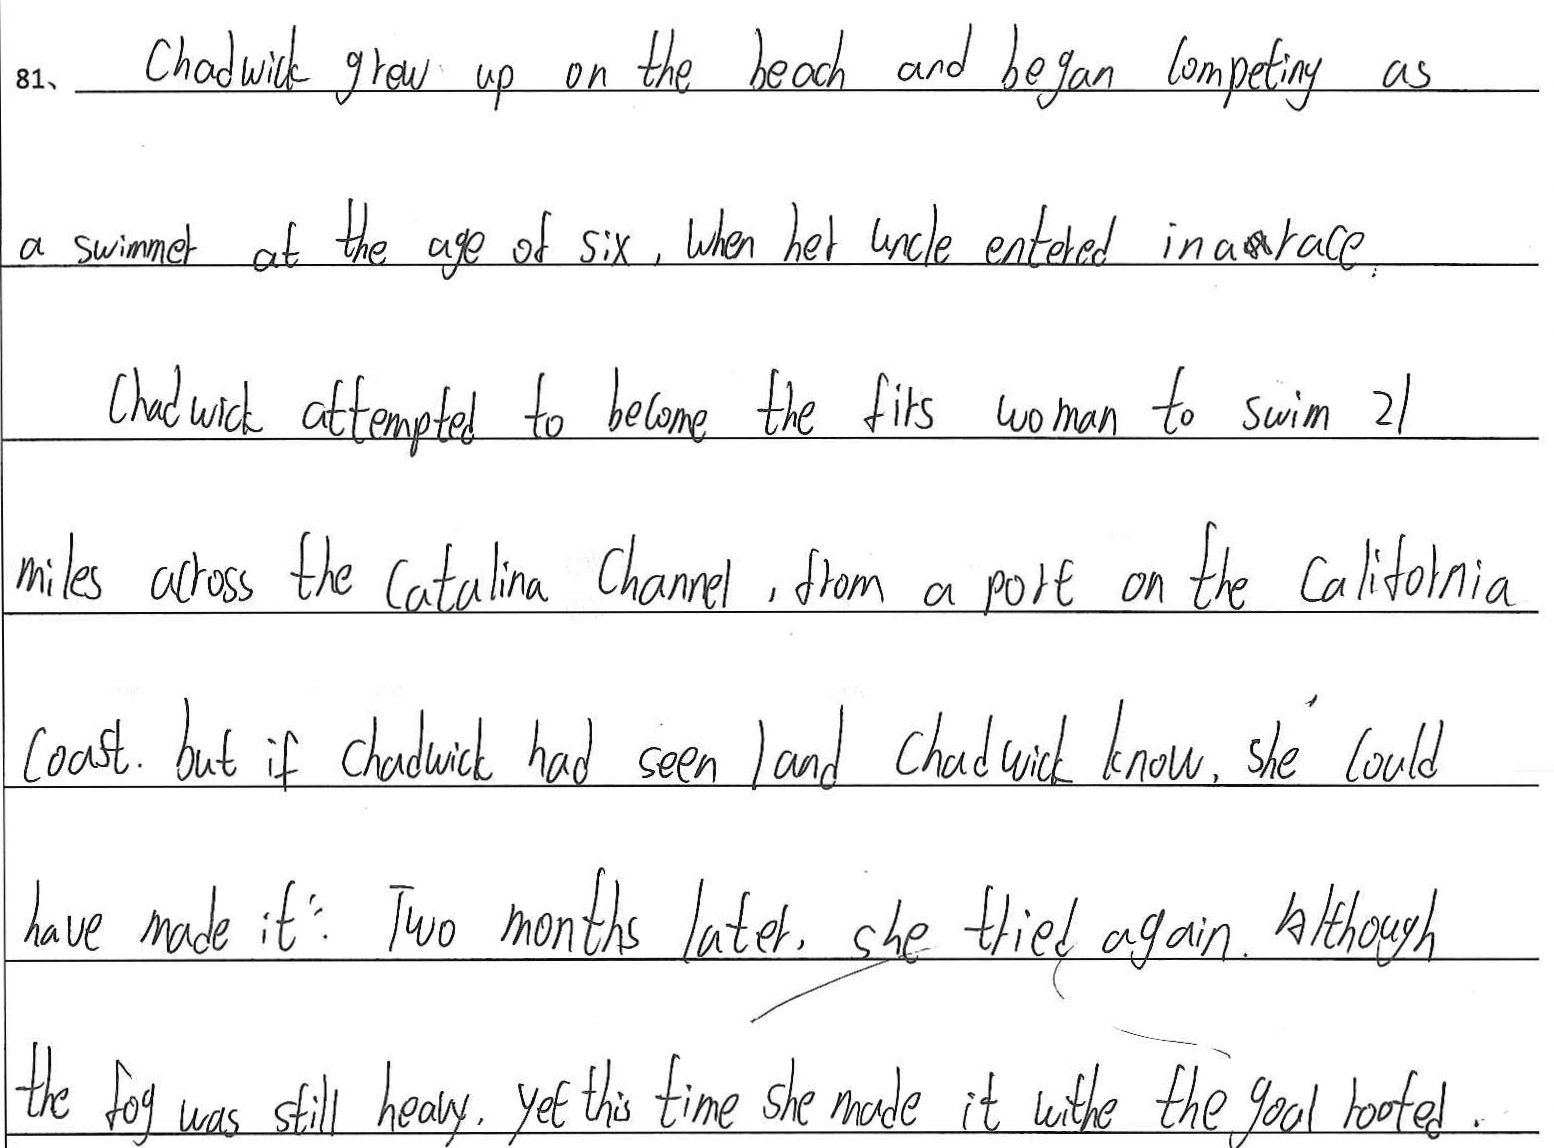 81、 Chadwick grew up on the beach and began competiny as
a swimmer at the age of six, when her uncle entered in a race.
Chadwick attempted to become the firs woman to swim 21
miles across the Catalina Channel, from a port on the California
Coast. but if Chadwick had seen land Chadwick know, she could
have made it". Two months later, she tried again. Although
the fog was still heavy, yet this time she made it withe the goal rooted.